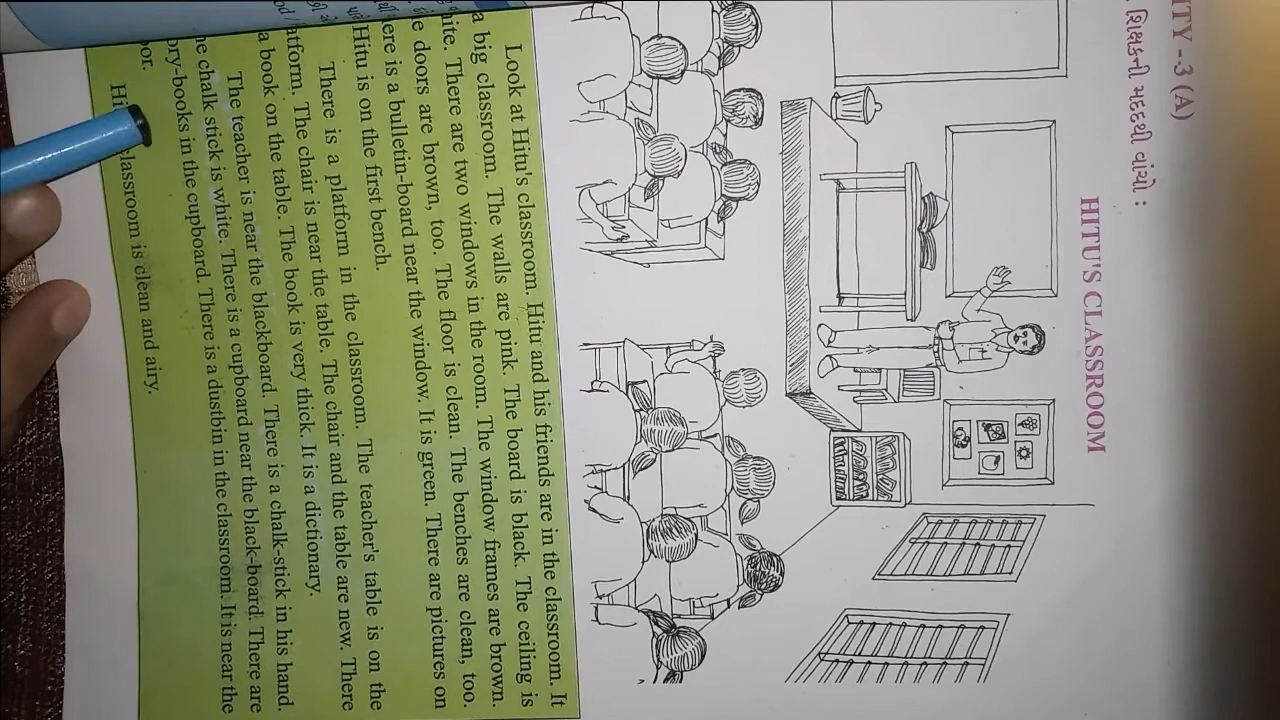 ITY -.3 (A)
શિક્ષકની મદદથી વાંચો :
HITU'S CLASSROOM
Look at Hitu's classroom. Hitu and his friends are in the classroom. It
a big classroom. The walls are pink. The board is black. The ceiling is
hite. There are two windows in the room. The window frames are brown.
e doors are brown, too. The floor is clean. The benches are clean, too.
ere is a bulletin-board near the window. It is green. There are pictures on
Hitu is on the first bench.
There is a platform in the classroom. The teacher's table is on the
atform. The chair is near the table. The chair and the table are new. There
a book on the table. The book is very thick. It is a dictionary.
The teacher is near the blackboard. There is a chalk-stick in his hand.
he chalk stick is white. There is a cupboard near the black-board. There are
ory-books in the cupboard. There is a dustbin in the classroom. It is near the
oor.
Hi classroom is clean and airy.